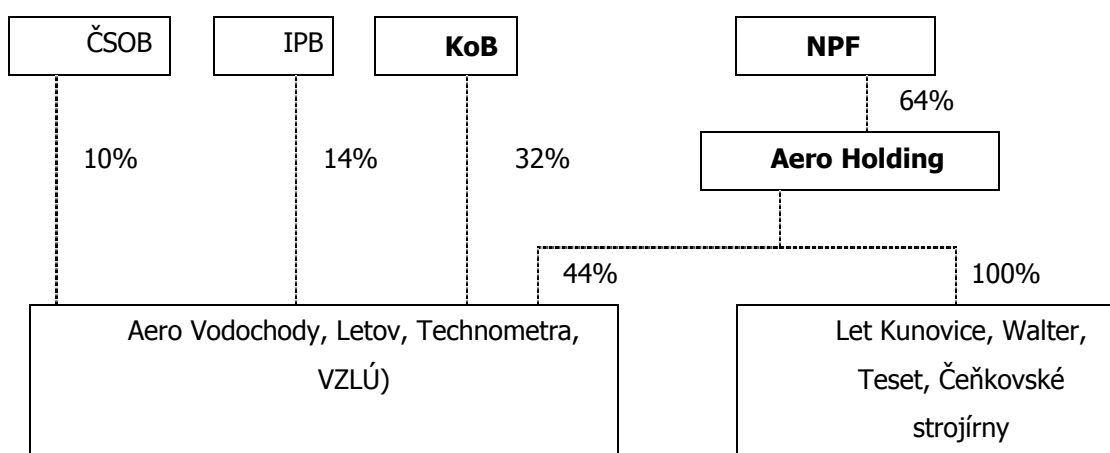 ČSOB
IPB
KoB
NPF
64%
10%
14%
32%
Aero Holding
44%
100%
Aero Vodochody, Letov, Technometra,
VZLÚ)
Let Kunovice, Walter,
Teset, Čeňkovské
strojírny